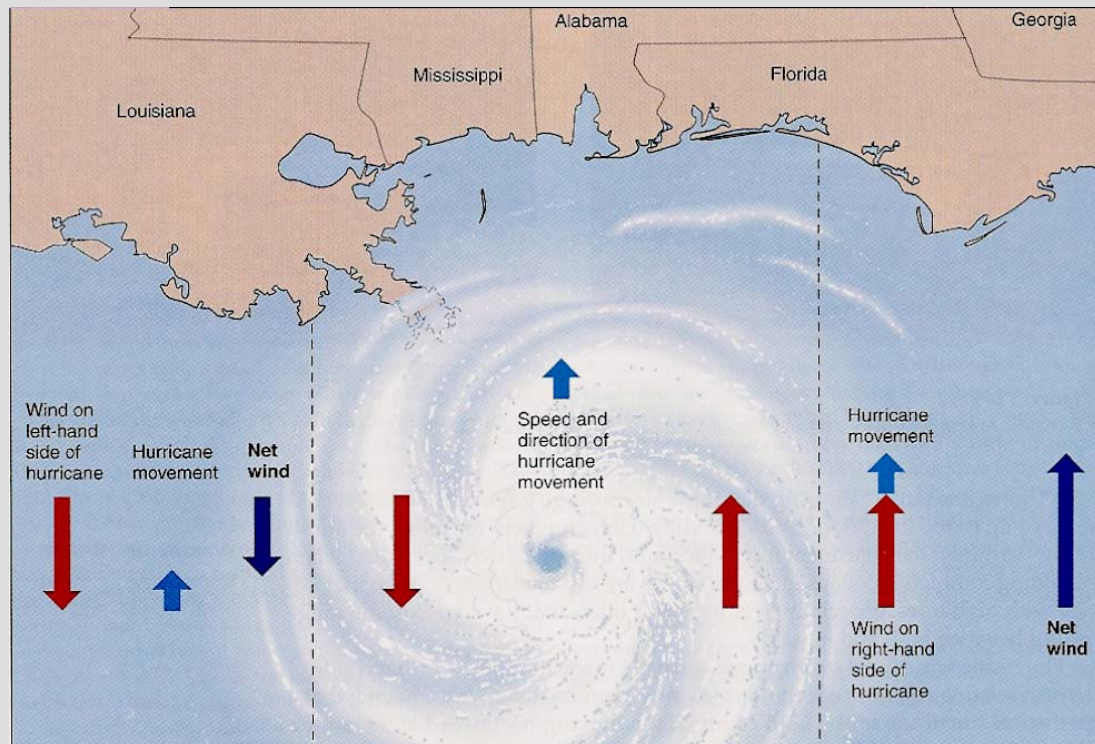 Alabama
Georgia
Mississippi
Florida
Louisiana
Wind on
left-hand
side of
hurricane
Hurricane
movement
Net
wind
Speed and
direction of
hurricane
movement
Hurricane
movement
Wind on
right-hand
side of
hurricane
Net
wind